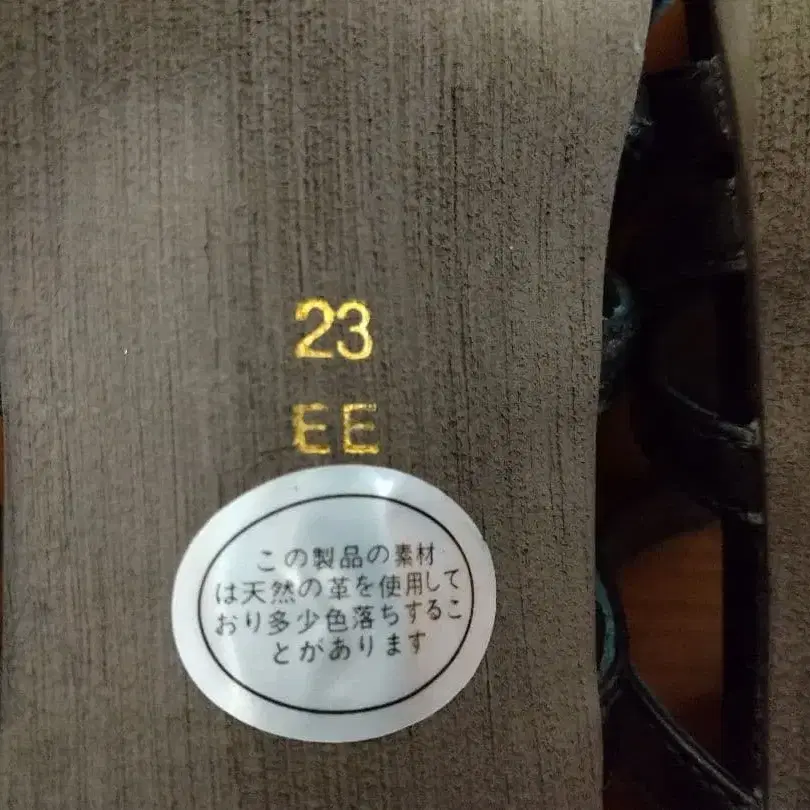 23
EE
この製品の素材
は天然の革を使用して
おり多少色落ちするこ
とがあります